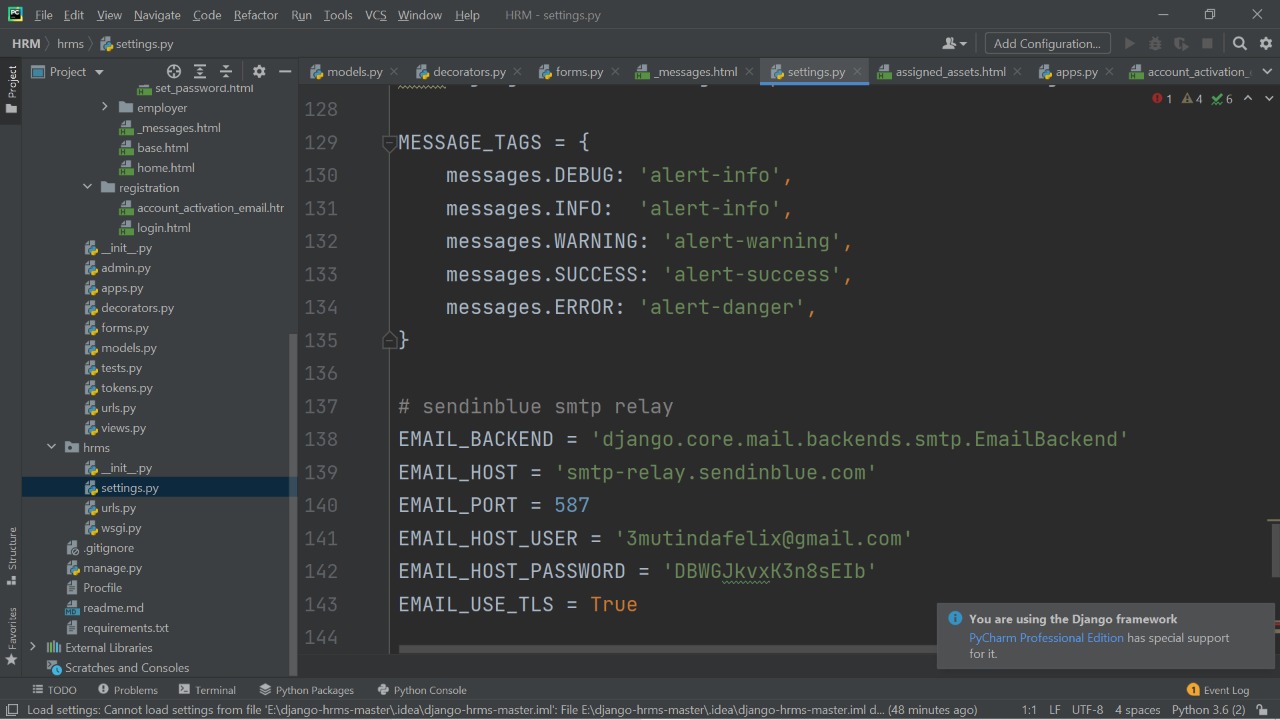 File Edit View Navigate Code Refactor Run Tools VCS Window Help HRM - settings.py
HRM hrms settings.py Add Configuration...
Project models.py decorators.py forms.py _messages.html settings.py assigned_assets.html apps.py account_activation_
Project
set_password.html
employer
_messages.html
base.html
home.html
registration
account_activation_email.htr
login.html
__init__.py
admin.py
apps.py
decorators.py
forms.py
models.py
tests.py
tokens.py
urls.py
views.py
hrms
__init__.py
settings.py
urls.py
wsgi.py
.gitignore
manage.py
Procfile
readme.md
requirements.txt
External Libraries
Scratches and Consoles
Structure
Favorites
1 4 6
128
129 MESSAGE_TAGS = {
130 messages.DEBUG: 'alert-info',
131 messages.INFO: 'alert-info',
132 messages.WARNING: 'alert-warning',
133 messages.SUCCESS: 'alert-success',
134 messages.ERROR: 'alert-danger',
135 }
136
137 # sendinblue smtp relay
138 EMAIL_BACKEND = 'django.core.mail.backends.smtp.EmailBackend'
139 EMAIL_HOST = 'smtp-relay.sendinblue.com'
140 EMAIL_PORT = 587
141 EMAIL_HOST_USER = '3mutindafelix@gmail.com'
142 EMAIL_HOST_PASSWORD = 'DBWGJkvxK3n8sEIb'
143 EMAIL_USE_TLS = True
144
You are using the Django framework
PyCharm Professional Edition has special support
for it.
TODO Problems Terminal Python Packages Python Console 1 Event Log
Load settings: Cannot load settings from file 'E:\django-hrms-master\.idea\django-hrms-master.iml': File E:\django-hrms-master\.idea\django-hrms-master.iml d... (48 minutes ago) 1:1 LF UTF-8 4 spaces Python 3.6 (2)